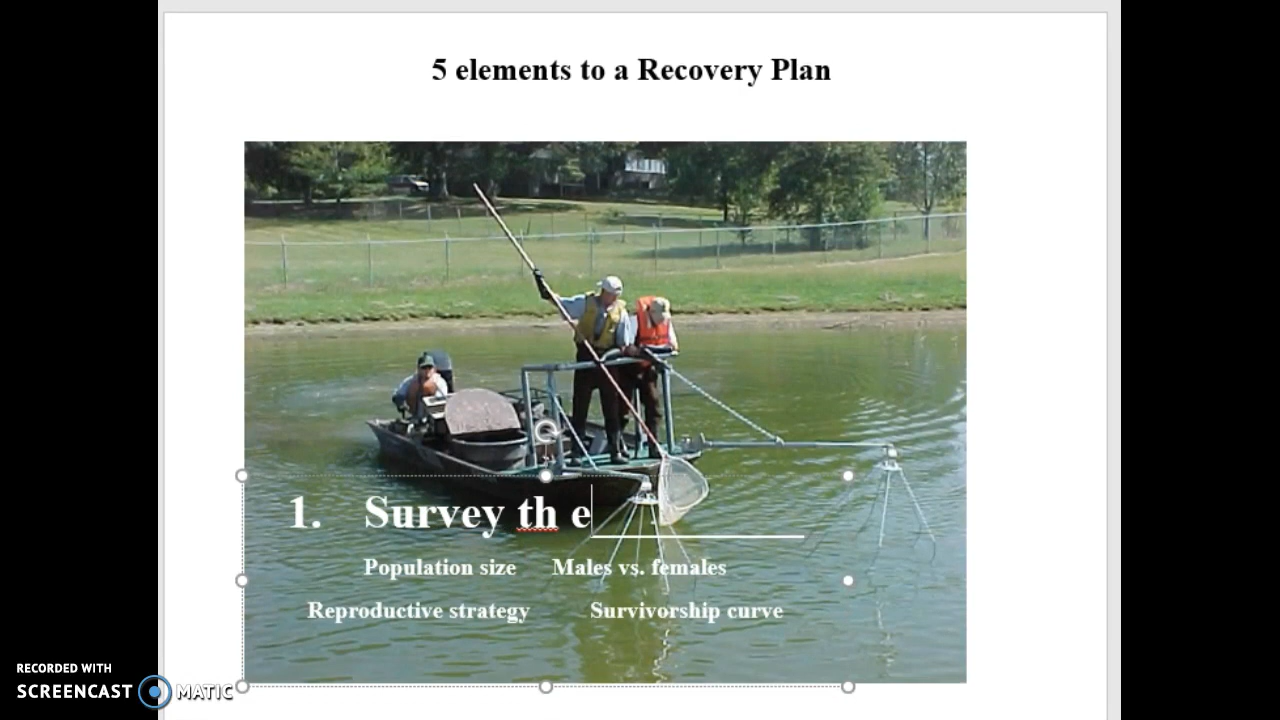 5 elements to a Recovery Plan
1. Survey th e__________
Population size Males vs. females
Reproductive strategy Survivorship curve
RECORDED WITH
SCREENCAST MATIC